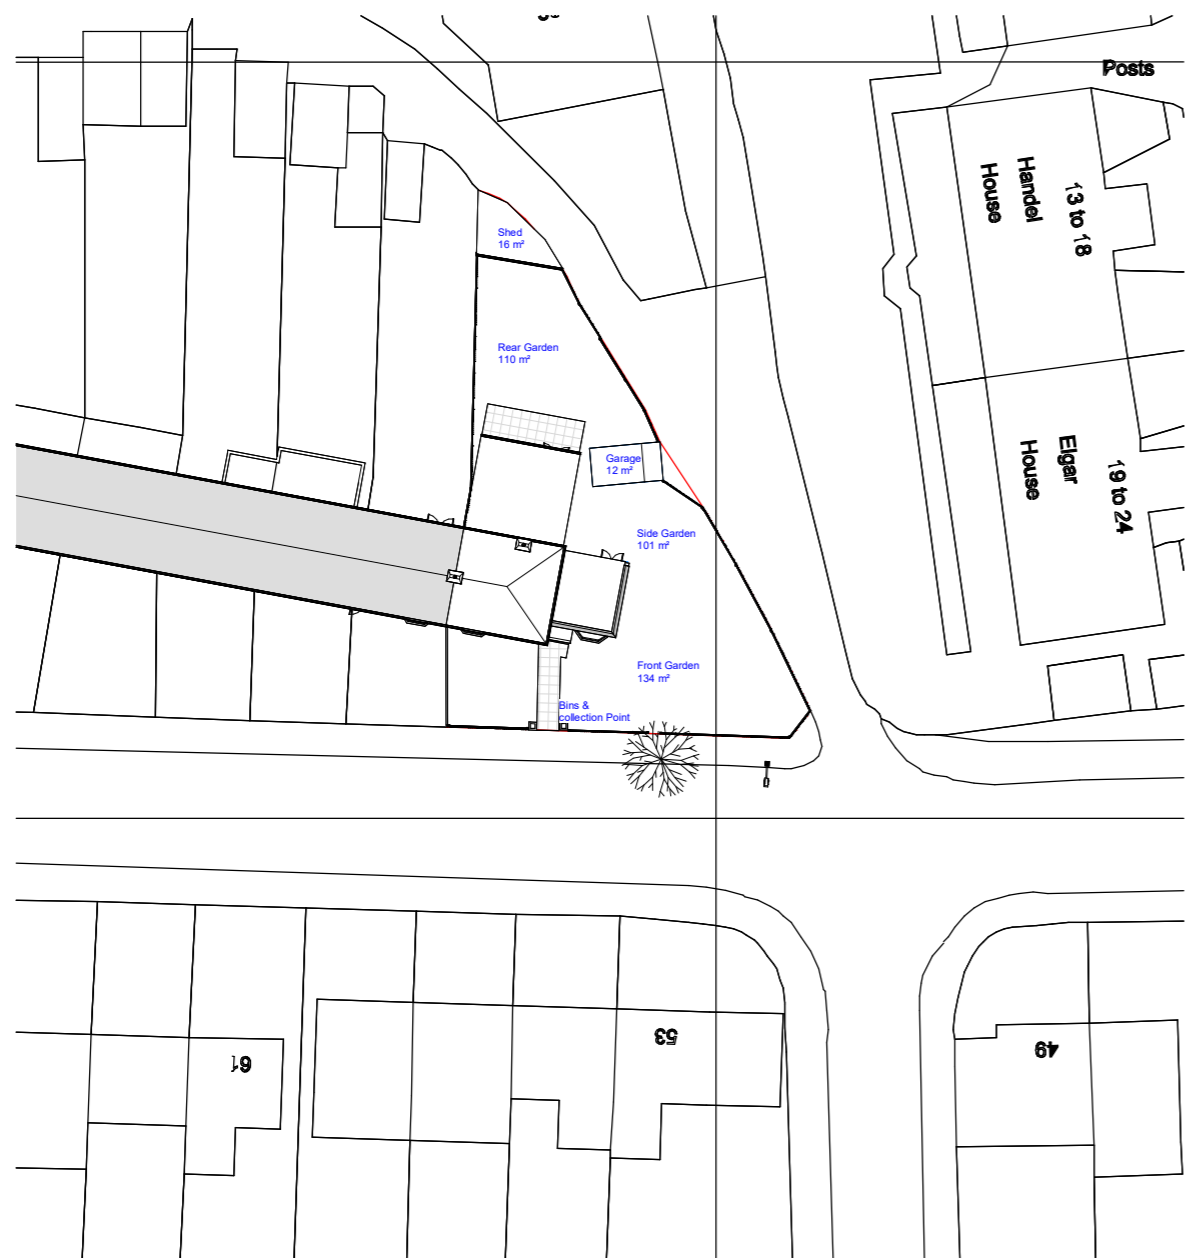 Posts
13 to 18
Handel
House
Shed
16 m²
Rear Garden
110 m²
Garage
12 m²
Elgar
House
19 to 24
Side Garden
101 m²
Front Garden
134 m²
Bins &
collection Point
53
61
49